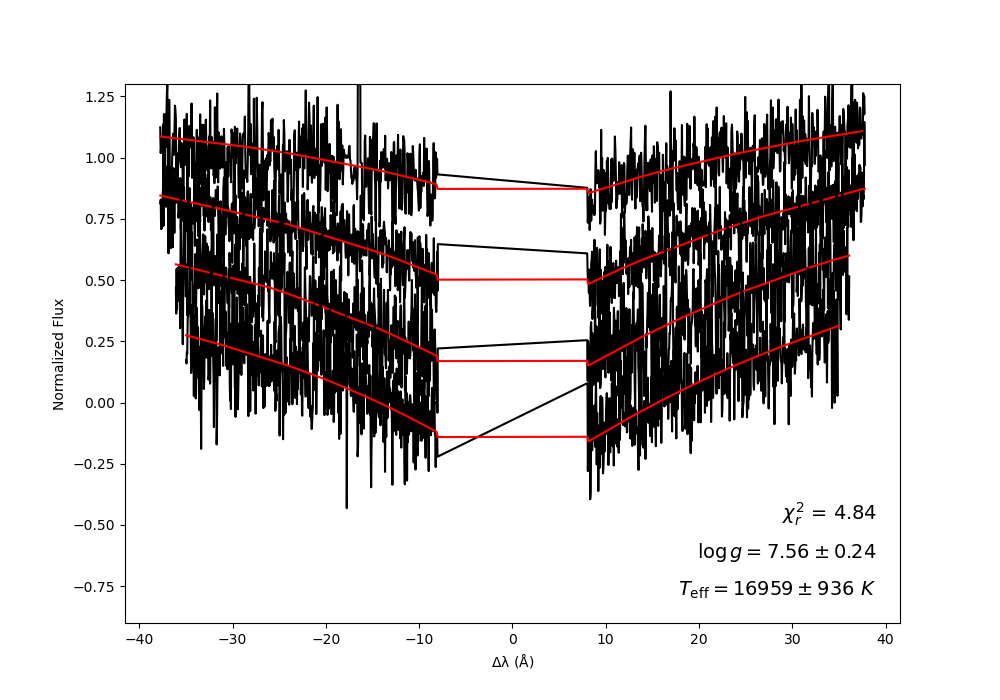 1.25
1.00
0.75
0.50
0.25
0.00
−0.25
−0.50
−0.75
Normalized Flux
χ²ᵣ = 4.84
log g = 7.56 ± 0.24
T_eff = 16959 ± 936 K
−40 −30 −20 −10 0 10 20 30 40
Δλ (Å)